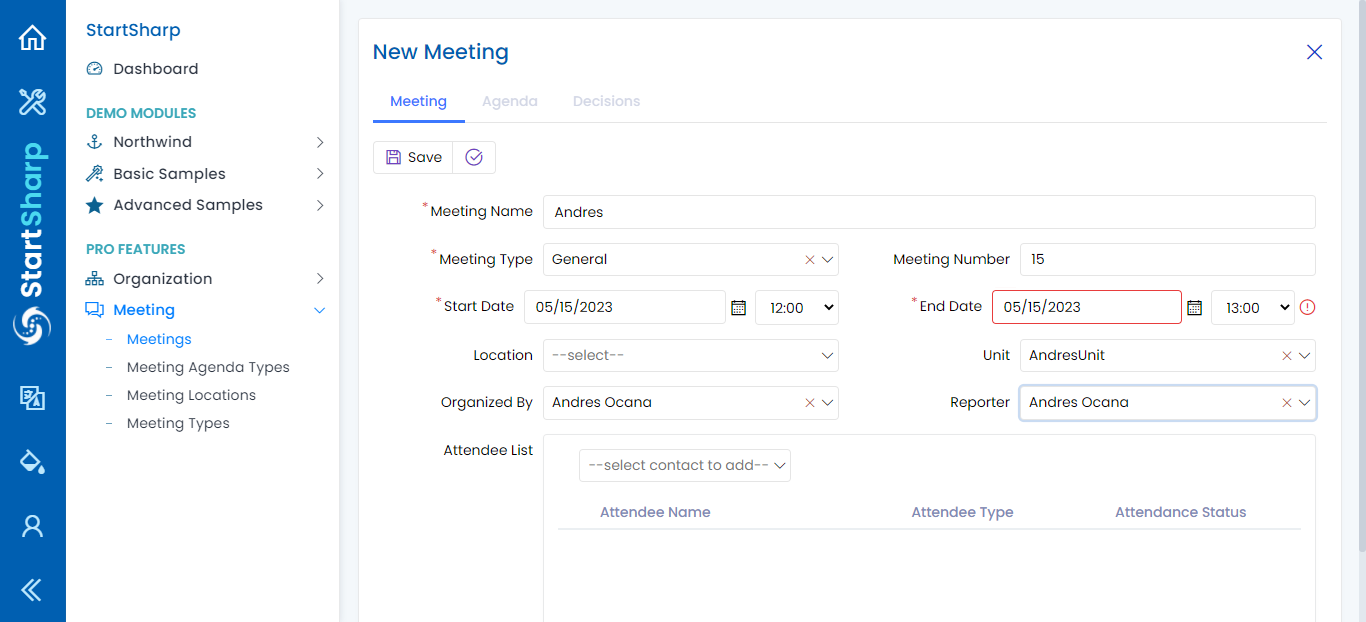 StartSharp
StartSharp
Dashboard
DEMO MODULES
Northwind
Basic Samples
Advanced Samples
PRO FEATURES
Organization
Meeting
Meetings
Meeting Agenda Types
Meeting Locations
Meeting Types
New Meeting
Meeting Agenda Decisions
Save
*Meeting Name Andres
*Meeting Type General Meeting Number 15
*Start Date 05/15/2023 12:00 *End Date 05/15/2023 13:00
Location --select-- Unit AndresUnit
Organized By Andres Ocana Reporter Andres Ocana
Attendee List
--select contact to add--
Attendee Name Attendee Type Attendance Status